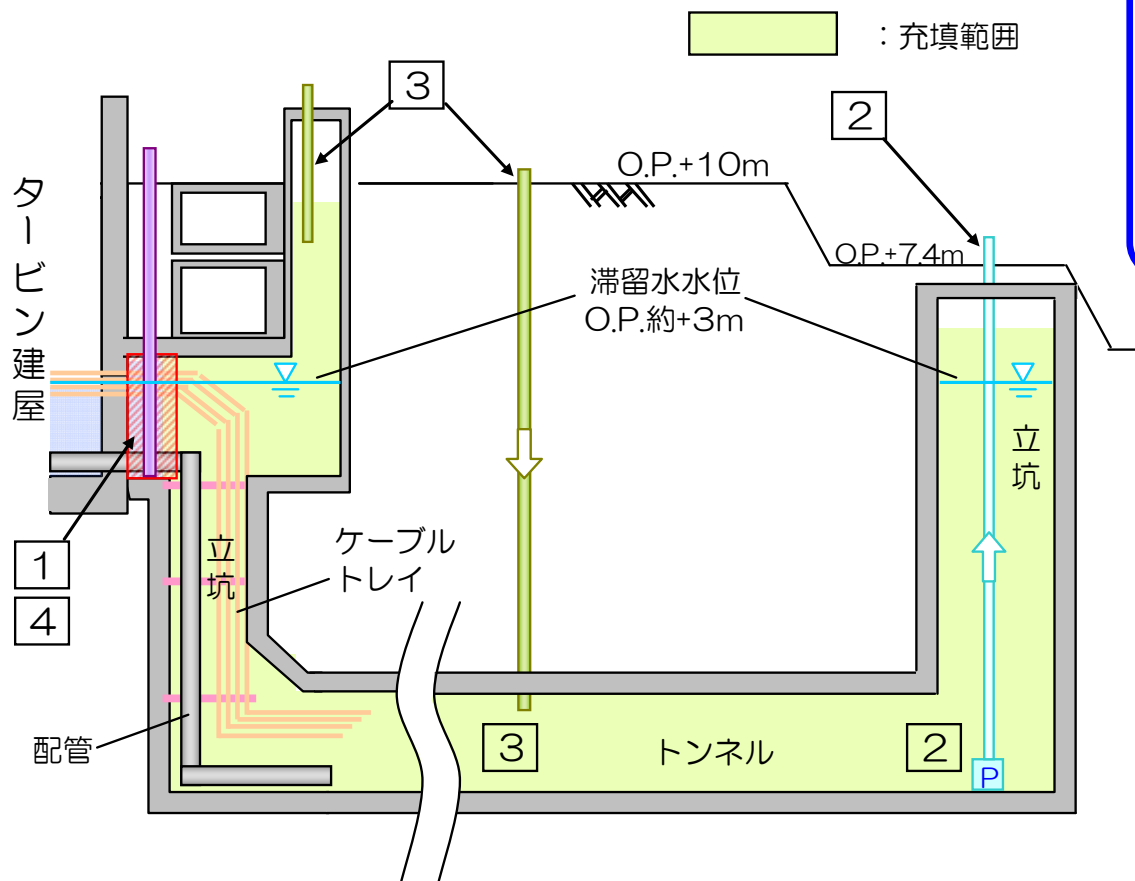 ：充填範囲
3
2
O.P.+10m
O.P.+7.4m
タービン建屋
滞留水水位
O.P.約+3m
立坑
立坑
ケーブル
トレイ
1
4
配管
3
トンネル
2
P